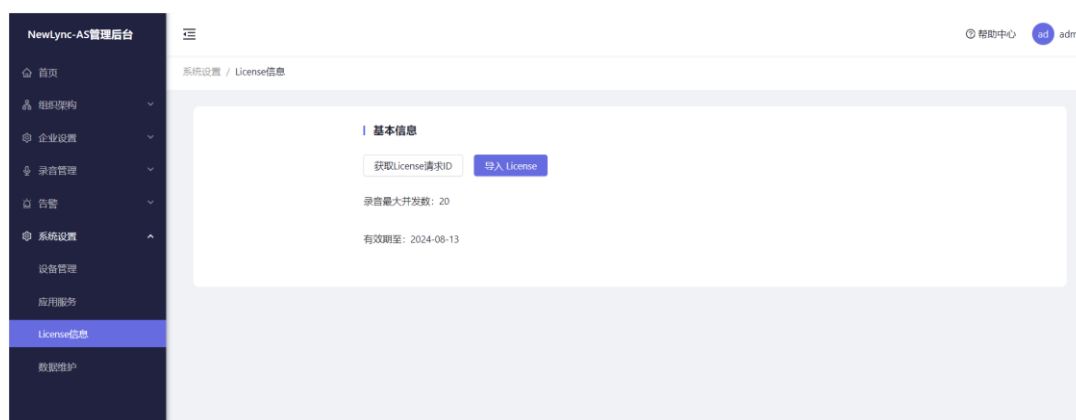 NewLync-AS管理后台
帮助中心
ad
adm
首页
系统设置 / License信息
组织架构
企业设置
录音管理
告警
系统设置
设备管理
应用服务
License信息
数据维护
基本信息
获取License请求ID
导入 License
录音最大并发数：20
有效期至：2024-08-13